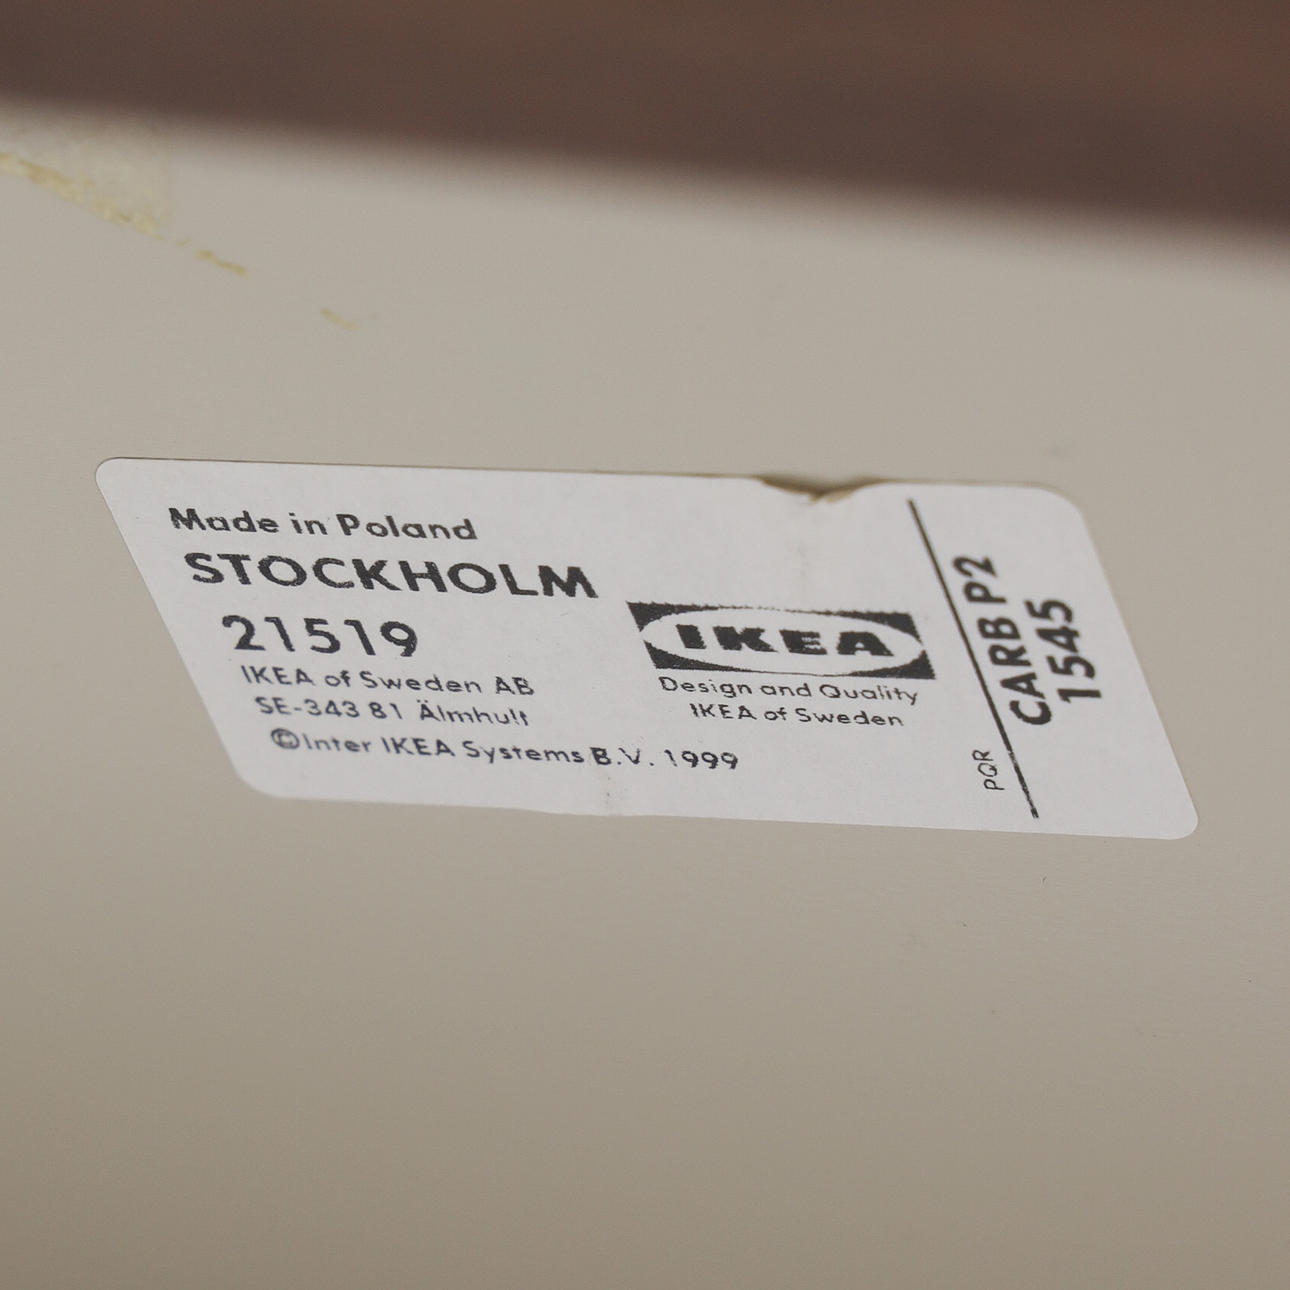 Made in Poland
STOCKHOLM
21519
IKEA of Sweden AB
SE-343 81 Älmhult
©Inter IKEA Systems B.V. 1999
IKEA
Design and Quality
IKEA of Sweden
PQR
CARB P2
1545